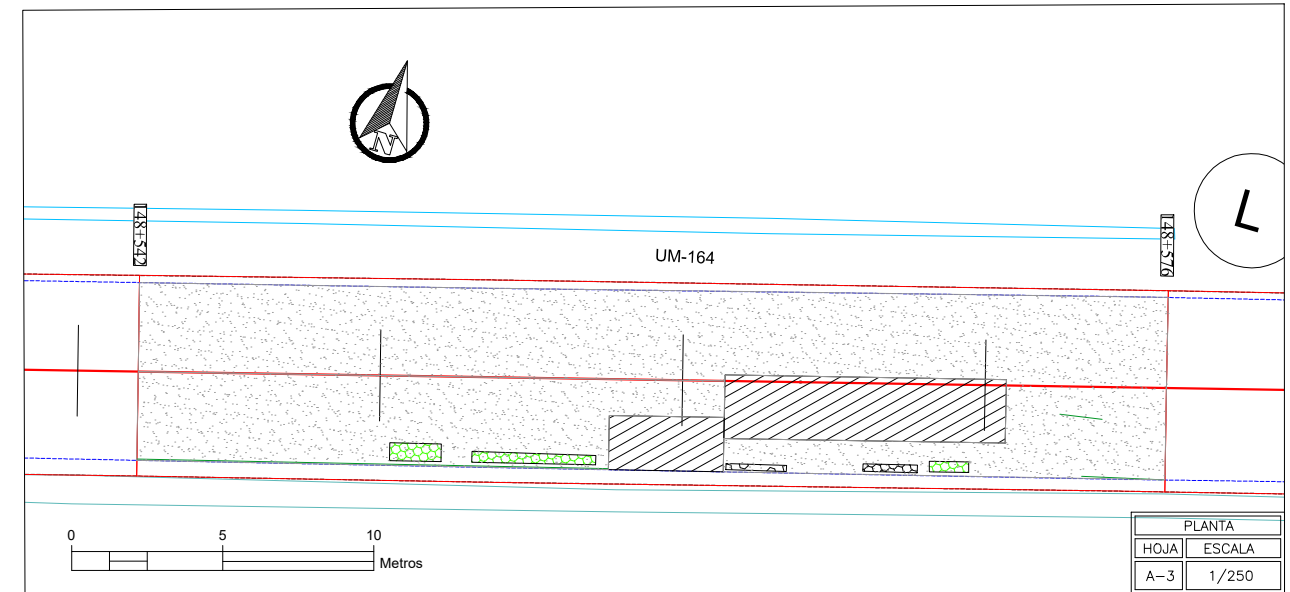 N
48+542
48+576
L
UM-164
0 5 10
Metros
PLANTA
HOJA ESCALA
A-3 1/250